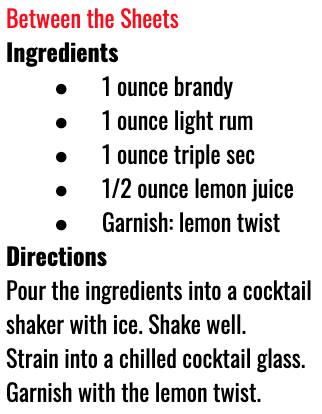 Between the Sheets
Ingredients
● 1 ounce brandy
● 1 ounce light rum
● 1 ounce triple sec
● 1/2 ounce lemon juice
● Garnish: lemon twist
Directions
Pour the ingredients into a cocktail
shaker with ice. Shake well.
Strain into a chilled cocktail glass.
Garnish with the lemon twist.